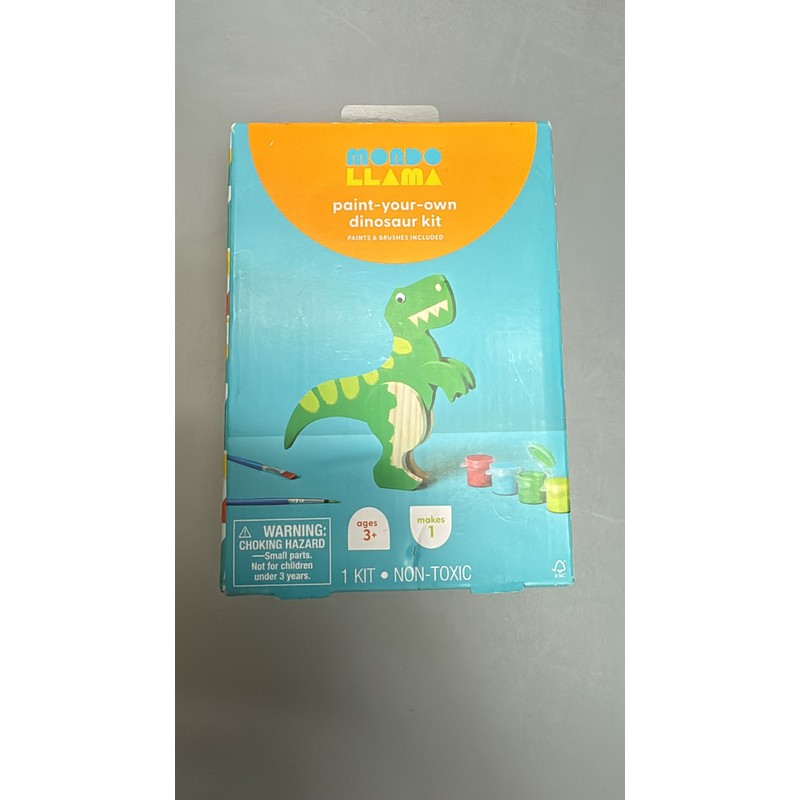 MONDO
LLAMA
paint-your-own
dinosaur kit
PAINTS & BRUSHES INCLUDED
WARNING:
CHOKING HAZARD
—Small parts.
Not for children
under 3 years.
ages
3+
makes
1
1 KIT • NON-TOXIC